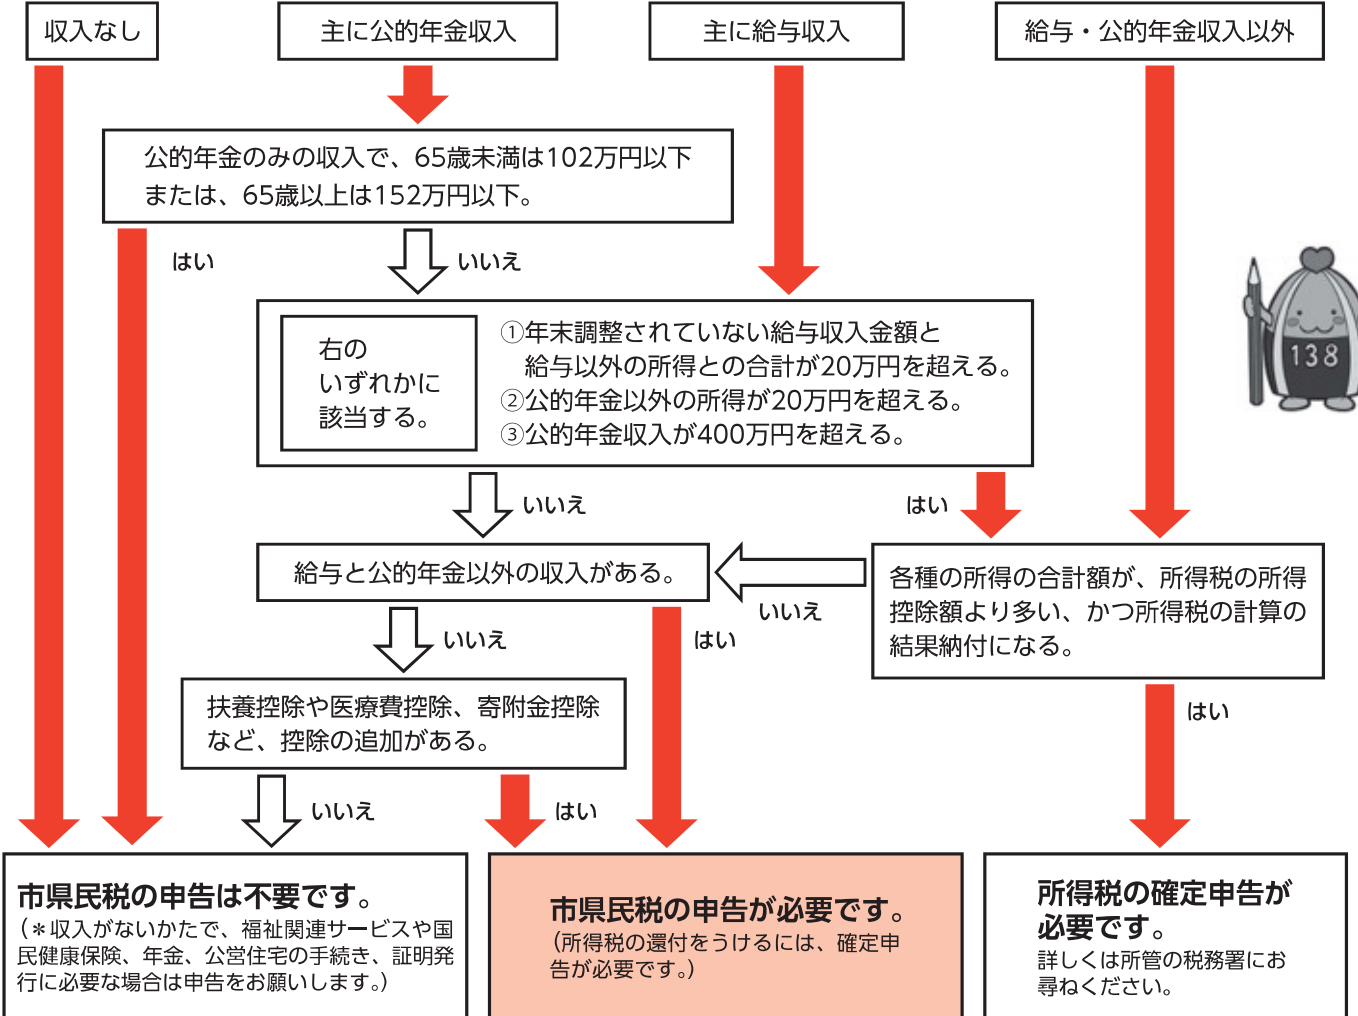 収入なし
主に公的年金収入
主に給与収入
給与・公的年金収入以外
公的年金のみの収入で、65歳未満は102万円以下
または、65歳以上は152万円以下。
はい
いいえ
右の
いずれかに
該当する。
①年末調整されていない給与収入金額と
給与以外の所得との合計が20万円を超える。
②公的年金以外の所得が20万円を超える。
③公的年金収入が400万円を超える。
138
いいえ
はい
給与と公的年金以外の収入がある。
いいえ
各種の所得の合計額が、所得税の所得
控除額より多い、かつ所得税の計算の
結果納付になる。
いいえ
はい
はい
扶養控除や医療費控除、寄附金控除
など、控除の追加がある。
いいえ
はい
市県民税の申告は不要です。
（＊収入がないかたで、福祉関連サービスや国
民健康保険、年金、公営住宅の手続き、証明発
行に必要な場合は申告をお願いします。）
市県民税の申告が必要です。
（所得税の還付をうけるには、確定申
告が必要です。）
所得税の確定申告が
必要です。
詳しくは所管の税務署にお
尋ねください。